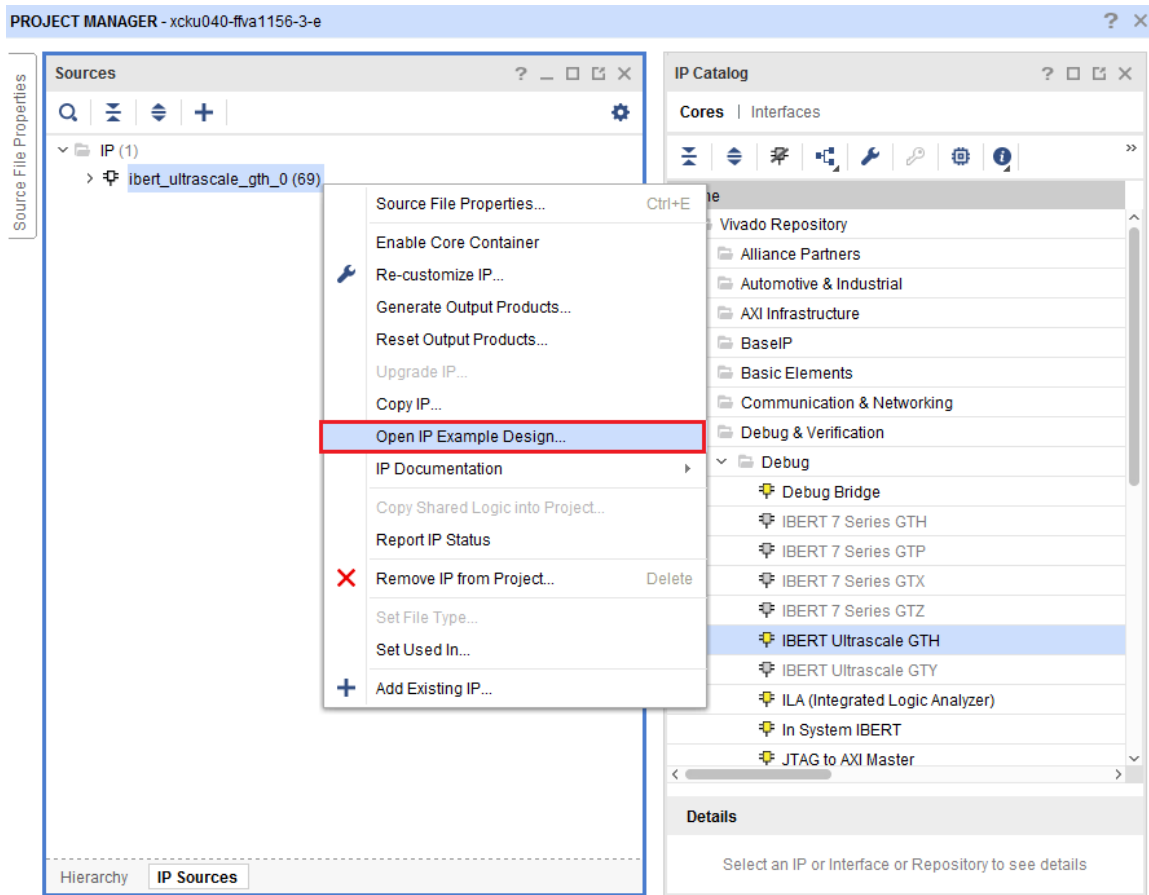 PROJECT MANAGER - xcku040-ffva1156-3-e
Source File Properties
Sources
IP (1)
ibert_ultrascale_gth_0 (69)
Source File Properties... Ctrl+E
Enable Core Container
Re-customize IP...
Generate Output Products...
Reset Output Products...
Upgrade IP...
Copy IP...
Open IP Example Design...
IP Documentation
Copy Shared Logic into Project...
Report IP Status
Remove IP from Project... Delete
Set File Type...
Set Used In...
Add Existing IP...
Hierarchy IP Sources
IP Catalog
Cores | Interfaces
Vivado Repository
Alliance Partners
Automotive & Industrial
AXI Infrastructure
BaseIP
Basic Elements
Communication & Networking
Debug & Verification
Debug
Debug Bridge
IBERT 7 Series GTH
IBERT 7 Series GTP
IBERT 7 Series GTX
IBERT 7 Series GTZ
IBERT Ultrascale GTH
IBERT Ultrascale GTY
ILA (Integrated Logic Analyzer)
In System IBERT
JTAG to AXI Master
Details
Select an IP or Interface or Repository to see details